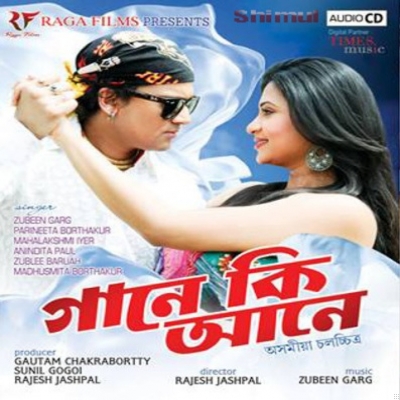 RF RAGA FILMS PRESENTS
Raga Films
Shimul AUDIO CD
Digital Partner
TIMES
music
singer
ZUBEEN GARG
PARINEETA BORTHAKUR
MAHALAKSHMI IYER
ANINDITA PAUL
ZUBLEE BARUAH
MADHUSMITA BORTHAKUR
গানে কি
আনে
অসমীয়া চলচ্চিত্ৰ
producer
GAUTAM CHAKRABORTTY
SUNIL GOGOI
RAJESH JASHPAL
director
RAJESH JASHPAL
music
ZUBEEN GARG